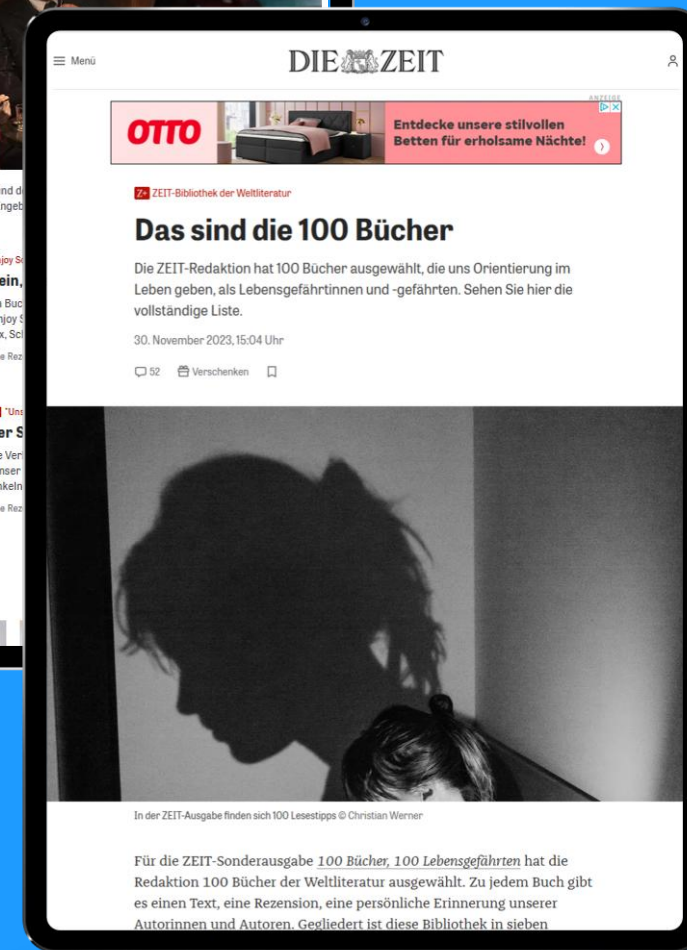 Menü
DIE ZEIT
ANZEIGE
OTTO
Entdecke unsere stilvollen
Betten für erholsame Nächte!
Z+ ZEIT-Bibliothek der Weltliteratur
Das sind die 100 Bücher
Die ZEIT-Redaktion hat 100 Bücher ausgewählt, die uns Orientierung im
Leben geben, als Lebensgefährtinnen und -gefährten. Sehen Sie hier die
vollständige Liste.
30. November 2023, 15:04 Uhr
52 Verschenken
In der ZEIT-Ausgabe finden sich 100 Lesestipps © Christian Werner
Für die ZEIT-Sonderausgabe 100 Bücher, 100 Lebensgefährten hat die
Redaktion 100 Bücher der Weltliteratur ausgewählt. Zu jedem Buch gibt
es einen Text, eine Rezension, eine persönliche Erinnerung unserer
Autorinnen und Autoren. Gegliedert ist diese Bibliothek in sieben